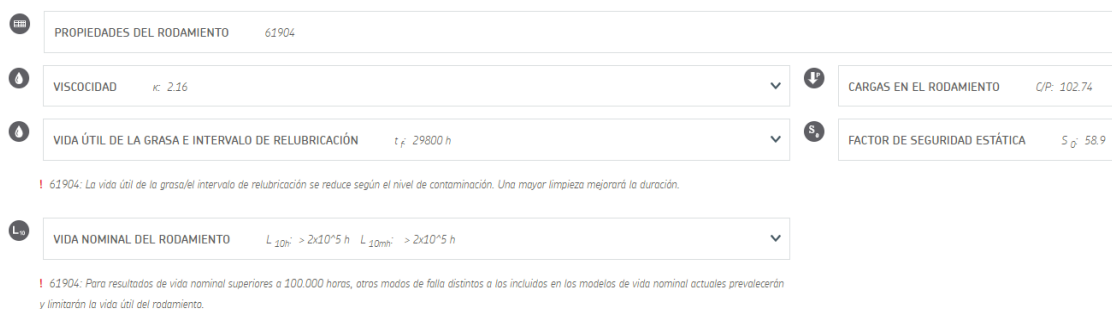 PROPIEDADES DEL RODAMIENTO 61904
VISCOCIDAD κ: 2.16
CARGAS EN EL RODAMIENTO C/P: 102.74
VIDA ÚTIL DE LA GRASA E INTERVALO DE RELUBRICACIÓN t f: 29800 h
S0 FACTOR DE SEGURIDAD ESTÁTICA S 0: 58.9
! 61904: La vida útil de la grasa/el intervalo de relubricación se reduce según el nivel de contaminación. Una mayor limpieza mejorará la duración.
L10 VIDA NOMINAL DEL RODAMIENTO L 10h: > 2x10^5 h L 10mh: > 2x10^5 h
! 61904: Para resultados de vida nominal superiores a 100.000 horas, otros modos de falla distintos a los incluidos en los modelos de vida nominal actuales prevalecerán
y limitarán la vida útil del rodamiento.